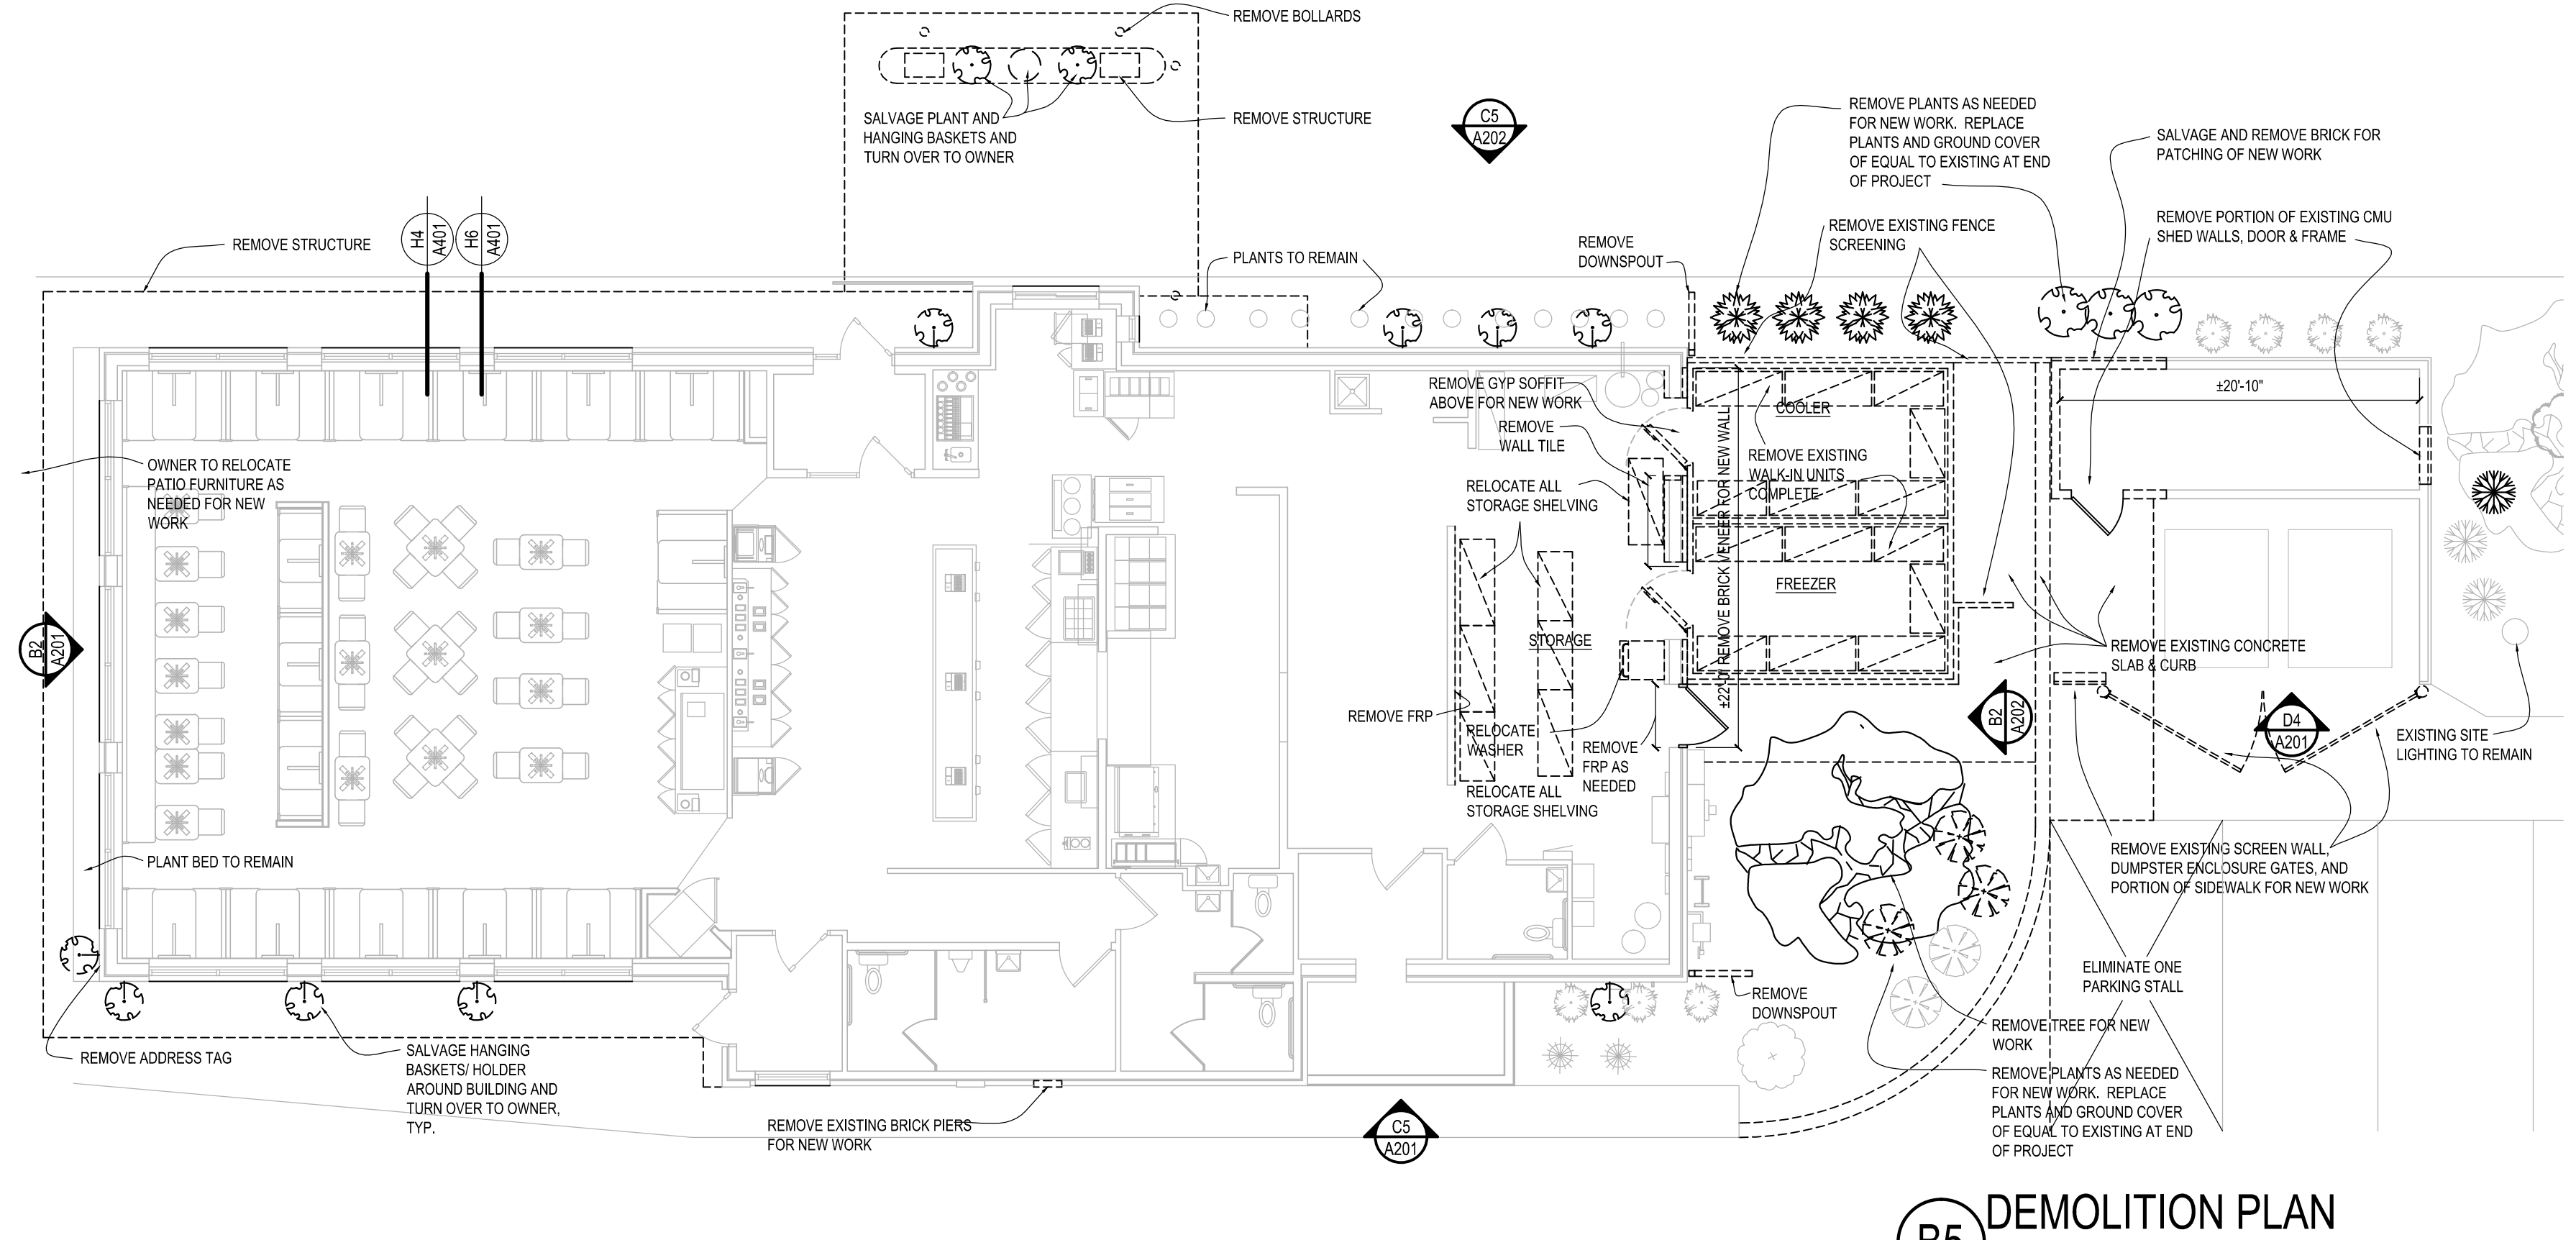 REMOVE BOLLARDS
SALVAGE PLANT AND
HANGING BASKETS AND
TURN OVER TO OWNER
REMOVE STRUCTURE
C5
A202
REMOVE PLANTS AS NEEDED
FOR NEW WORK. REPLACE
PLANTS AND GROUND COVER
OF EQUAL TO EXISTING AT END
OF PROJECT
SALVAGE AND REMOVE BRICK FOR
PATCHING OF NEW WORK
REMOVE PORTION OF EXISTING CMU
SHED WALLS, DOOR & FRAME
REMOVE STRUCTURE
H4
A401
H6
A401
PLANTS TO REMAIN
REMOVE
DOWNSPOUT
REMOVE EXISTING FENCE
SCREENING
±20'-10"
REMOVE GYP SOFFIT
ABOVE FOR NEW WORK
COOLER
REMOVE
WALL TILE
REMOVE EXISTING
WALK-IN UNITS
COMPLETE
±22'-0" REMOVE BRICK VENEER FOR NEW WALL
OWNER TO RELOCATE
PATIO FURNITURE AS
NEEDED FOR NEW
WORK
RELOCATE ALL
STORAGE SHELVING
FREEZER
STORAGE
B2
A201
REMOVE EXISTING CONCRETE
SLAB & CURB
REMOVE FRP
RELOCATE
WASHER
REMOVE
FRP AS
NEEDED
B2
A202
D4
A201
EXISTING SITE
LIGHTING TO REMAIN
RELOCATE ALL
STORAGE SHELVING
PLANT BED TO REMAIN
REMOVE EXISTING SCREEN WALL,
DUMPSTER ENCLOSURE GATES, AND
PORTION OF SIDEWALK FOR NEW WORK
ELIMINATE ONE
PARKING STALL
REMOVE
DOWNSPOUT
REMOVE TREE FOR NEW
WORK
REMOVE ADDRESS TAG
SALVAGE HANGING
BASKETS/ HOLDER
AROUND BUILDING AND
TURN OVER TO OWNER,
TYP.
REMOVE PLANTS AS NEEDED
FOR NEW WORK. REPLACE
PLANTS AND GROUND COVER
OF EQUAL TO EXISTING AT END
OF PROJECT
REMOVE EXISTING BRICK PIERS
FOR NEW WORK
C5
A201
B5
DEMOLITION PLAN